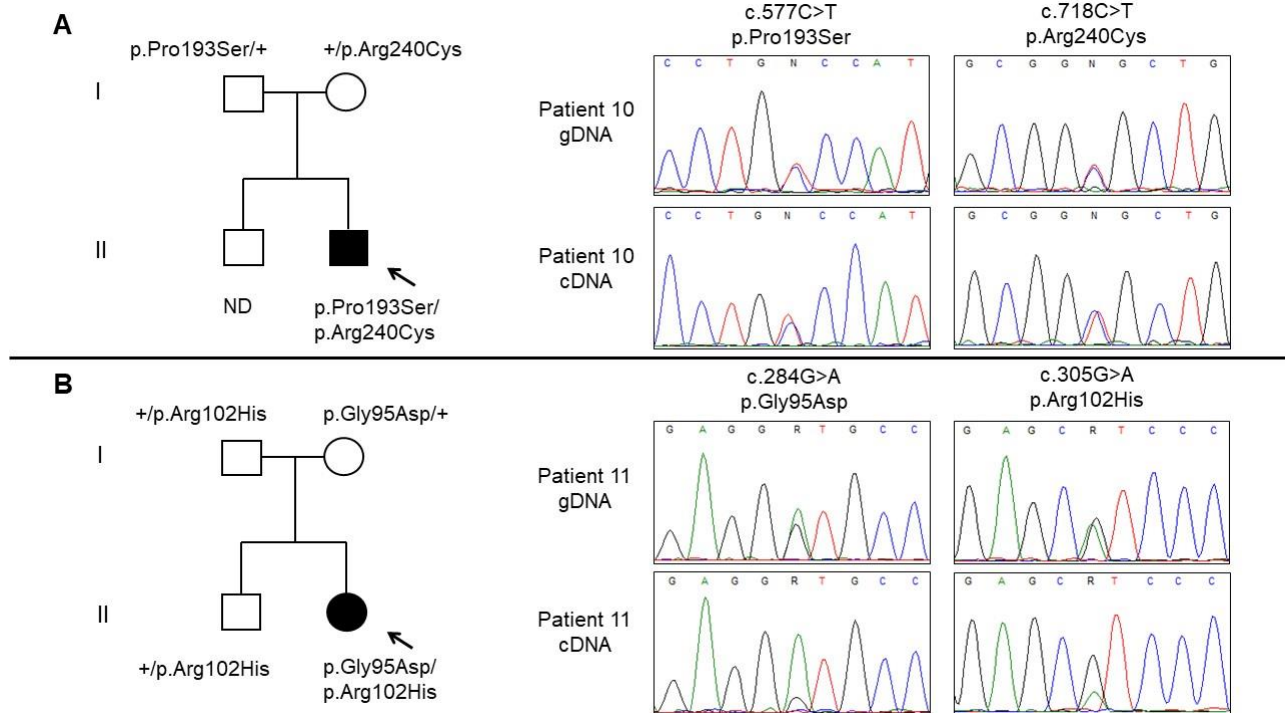 A
p.Pro193Ser/+ +/p.Arg240Cys
I
II
ND
p.Pro193Ser/
p.Arg240Cys
c.577C>T
p.Pro193Ser
c.718C>T
p.Arg240Cys
Patient 10
gDNA
C C T G N C C A T
G C G G N G C T G
Patient 10
cDNA
C C T G N C C A T
G C G G N G C T G
B
+/p.Arg102His p.Gly95Asp/+
I
II
+/p.Arg102His
p.Gly95Asp/
p.Arg102His
c.284G>A
p.Gly95Asp
c.305G>A
p.Arg102His
Patient 11
gDNA
G A G G R T G C C
G A G C R T C C C
Patient 11
cDNA
G A G G R T G C C
G A G C R T C C C